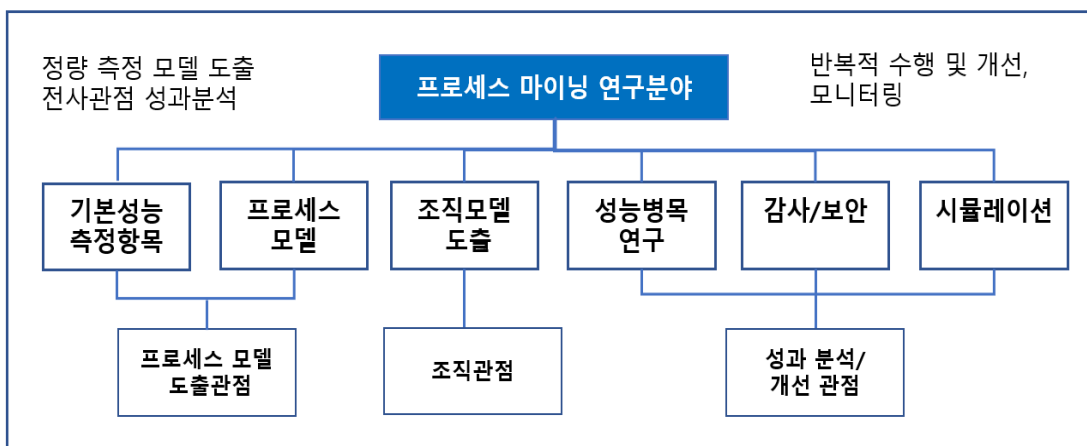 정량 측정 모델 도출
전사관점 성과분석
프로세스 마이닝 연구분야
반복적 수행 및 개선,
모니터링
기본성능
측정항목
프로세스
모델
조직모델
도출
성능병목
연구
감사/보안
시뮬레이션
프로세스 모델
도출관점
조직관점
성과 분석/
개선 관점